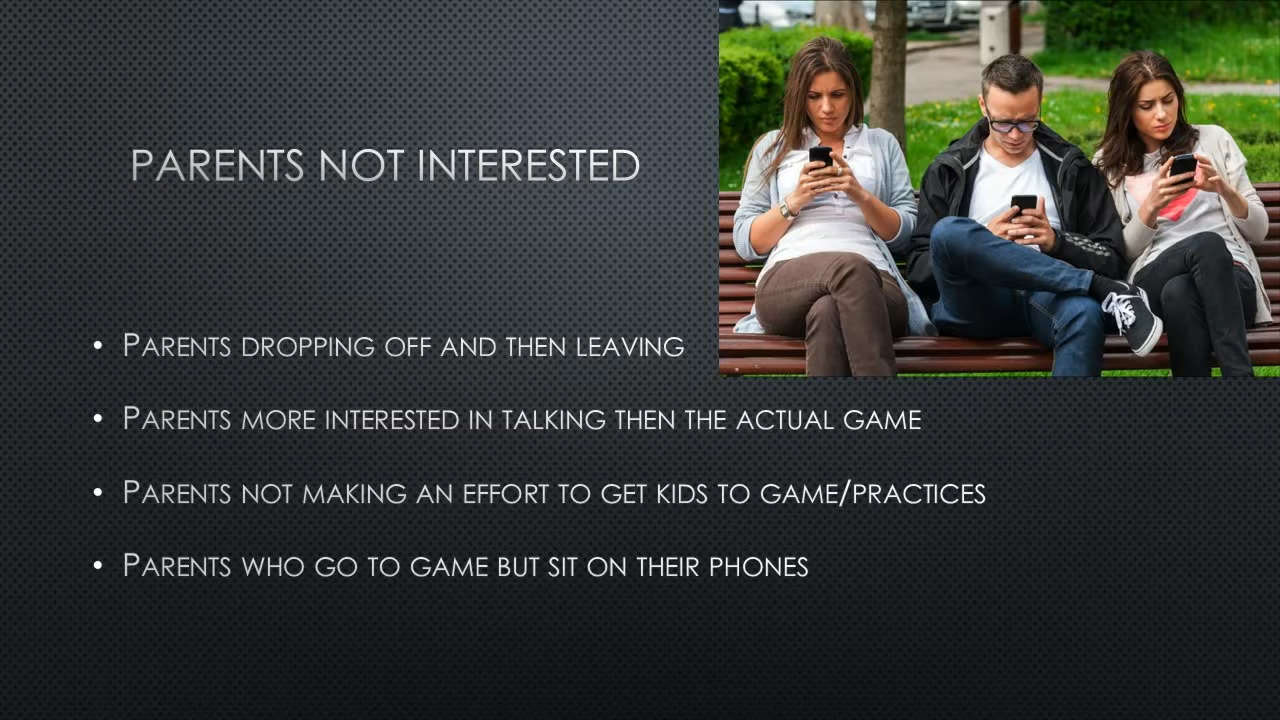 PARENTS NOT INTERESTED
• PARENTS DROPPING OFF AND THEN LEAVING
• PARENTS MORE INTERESTED IN TALKING THEN THE ACTUAL GAME
• PARENTS NOT MAKING AN EFFORT TO GET KIDS TO GAME/PRACTICES
• PARENTS WHO GO TO GAME BUT SIT ON THEIR PHONES